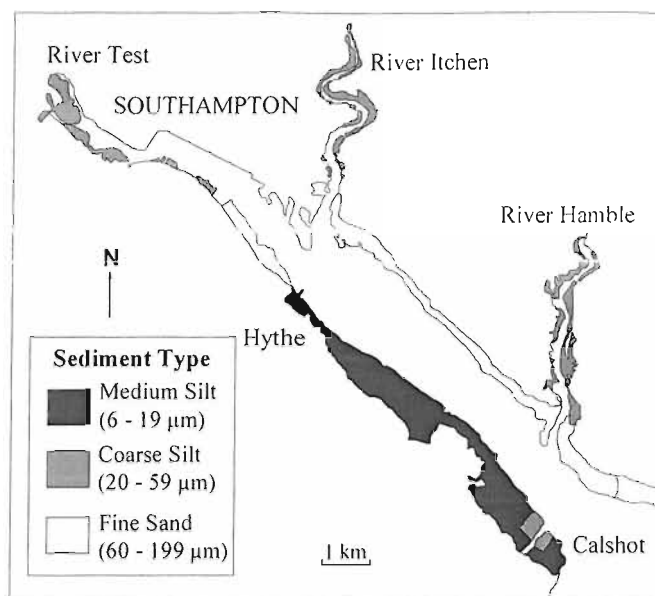 River Test
River Itchen
SOUTHAMPTON
River Hamble
N
Hythe
Sediment Type
Medium Silt
(6 - 19 μm)
Coarse Silt
(20 - 59 μm)
Fine Sand
(60 - 199 μm)
1 km
Calshot